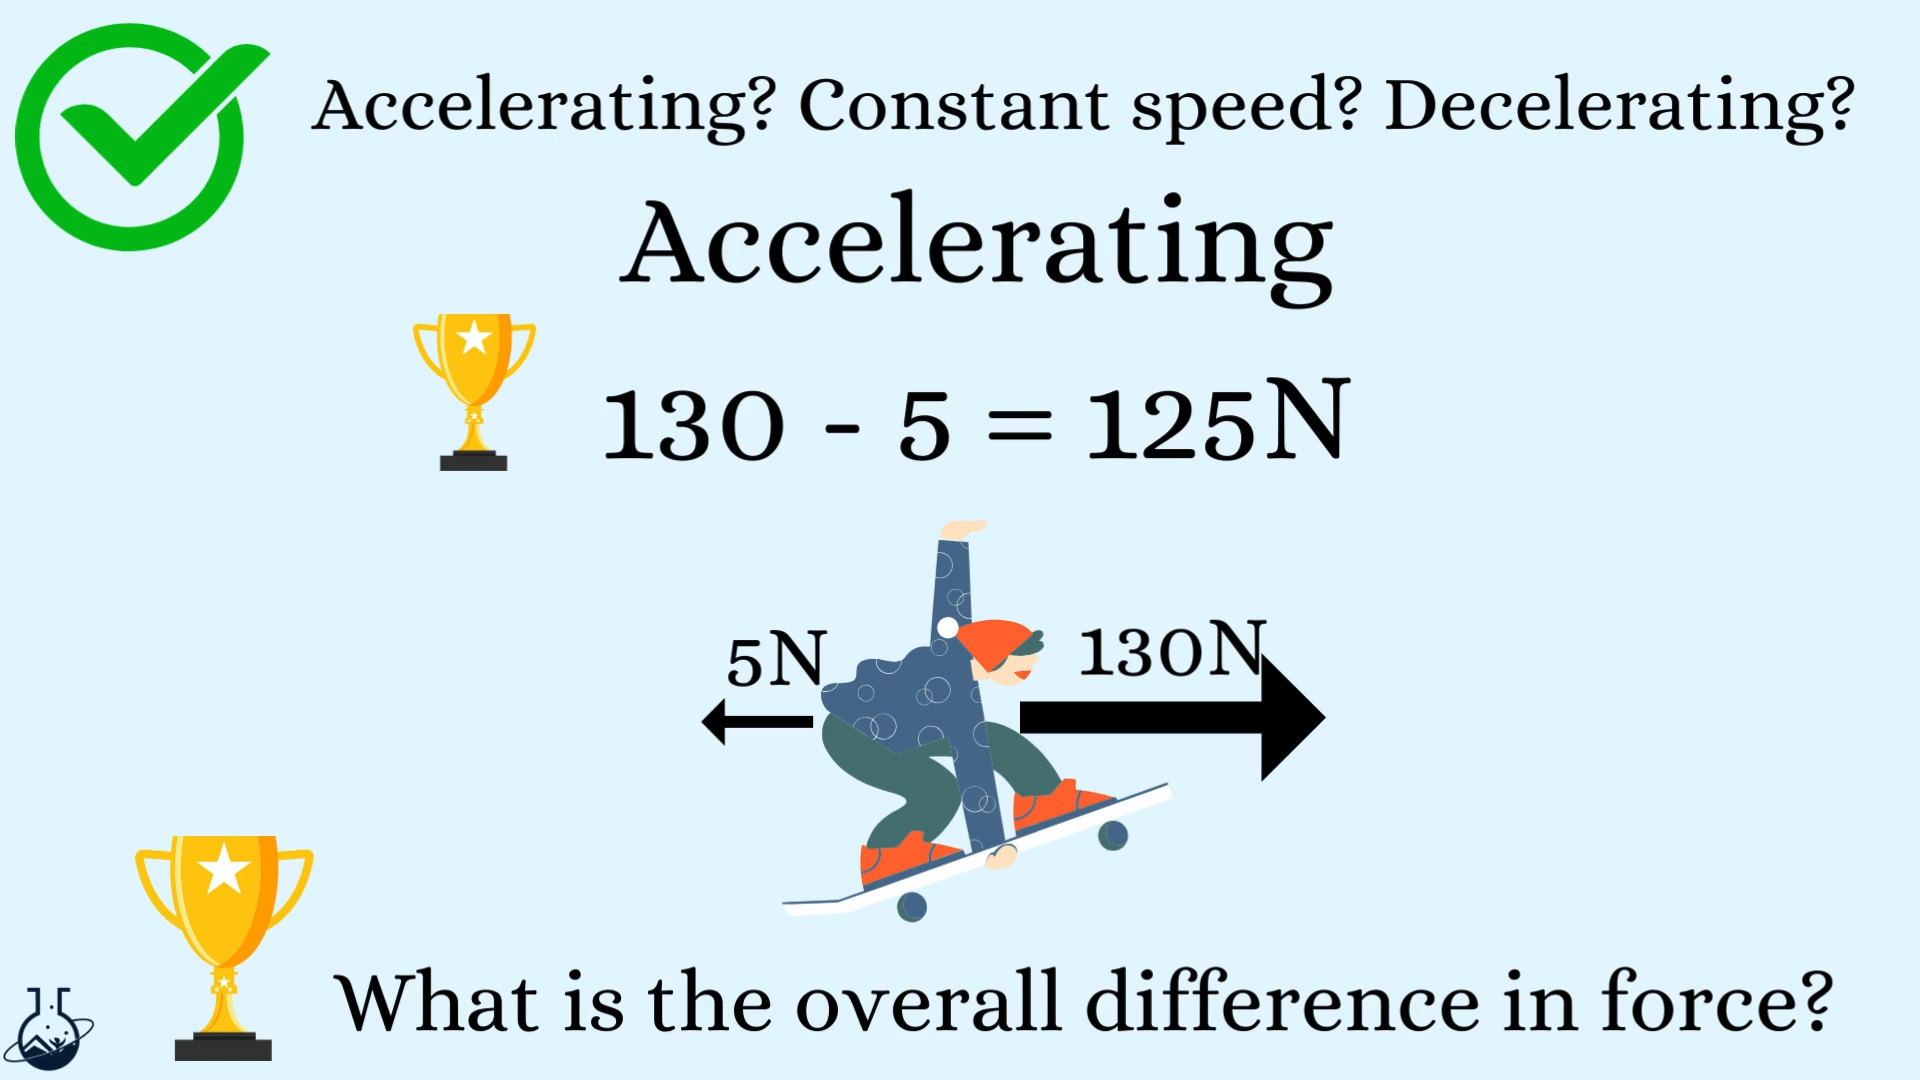 Accelerating? Constant speed? Decelerating?
Accelerating
130 - 5 = 125N
5N
130N
What is the overall difference in force?